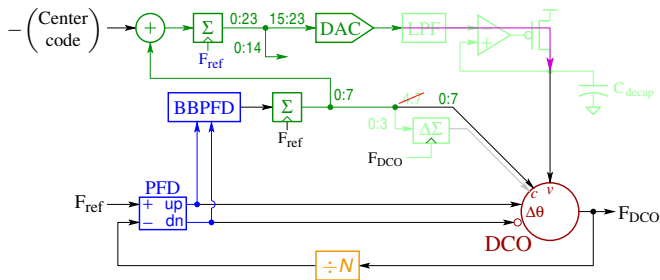 − (Center code)
+
Σ
F_ref
0:23
15:23
0:14
DAC
LPF
+
C_decap
0:7
BBPFD
Σ
F_ref
4:7
0:7
0:3
ΔΣ
F_DCO
F_ref
PFD
+ up
− dn
c v
Δθ
DCO
F_DCO
÷N